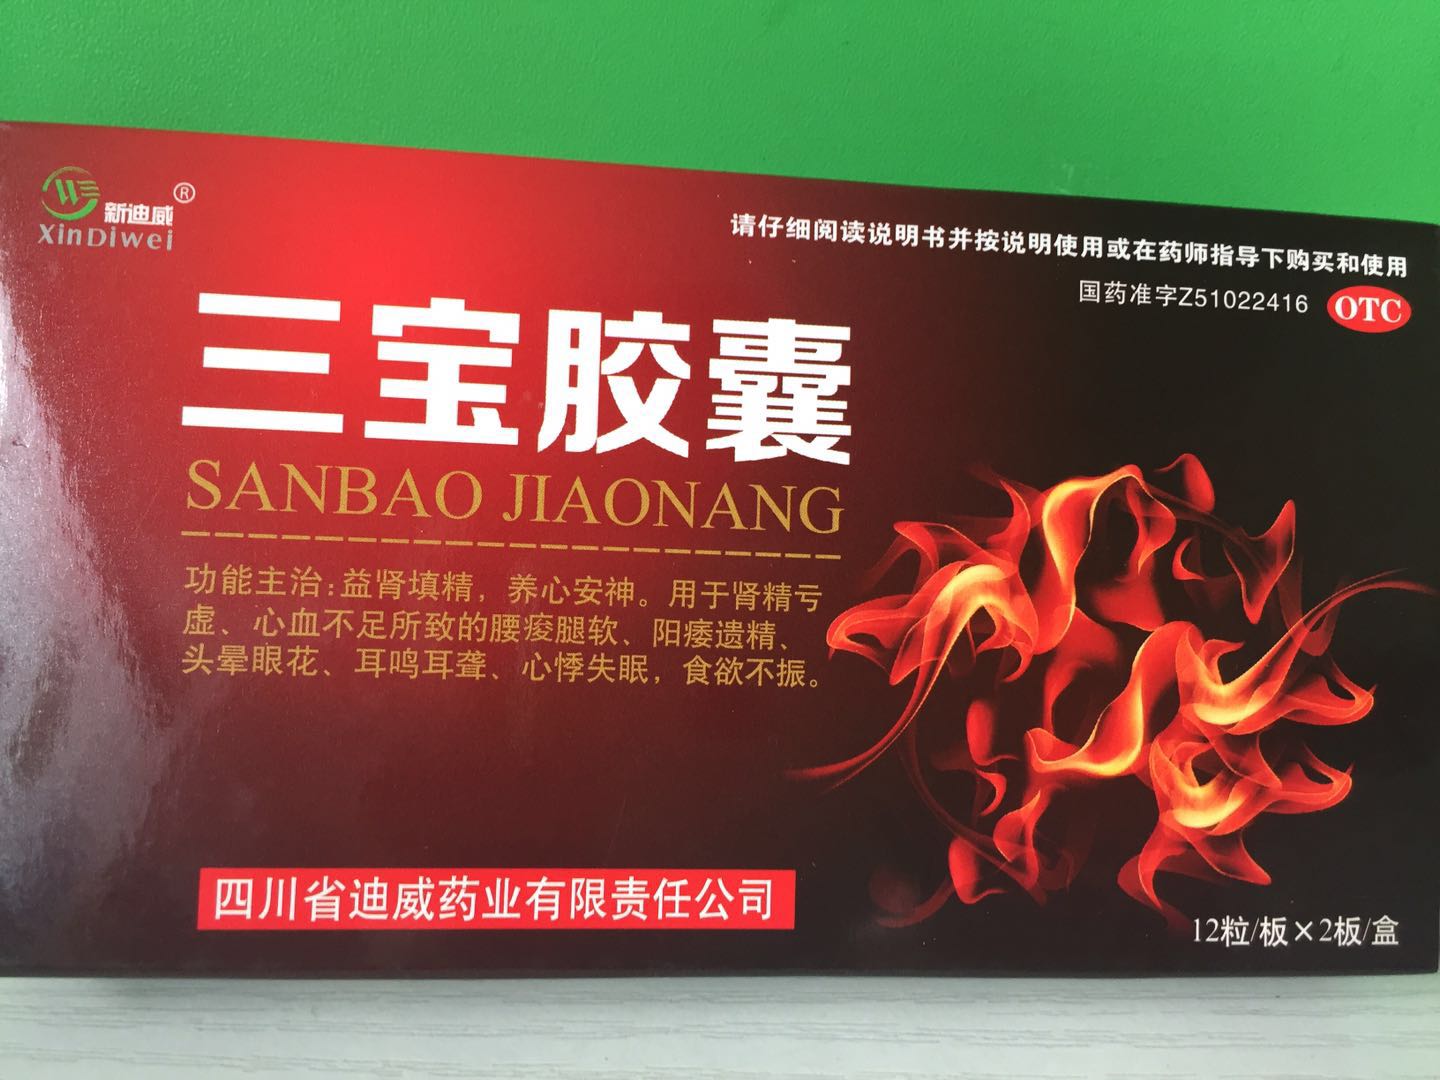 新迪威®
XinDiwei
请仔细阅读说明书并按说明使用或在药师指导下购买和使用
国药准字Z51022416 OTC
三宝胶囊
SANBAO JIAONANG
功能主治:益肾填精，养心安神。用于肾精亏
虚、心血不足所致的腰痠腿软、阳痿遗精、
头晕眼花、耳鸣耳聋、心悸失眠，食欲不振。
四川省迪威药业有限责任公司
12粒/板×2板/盒